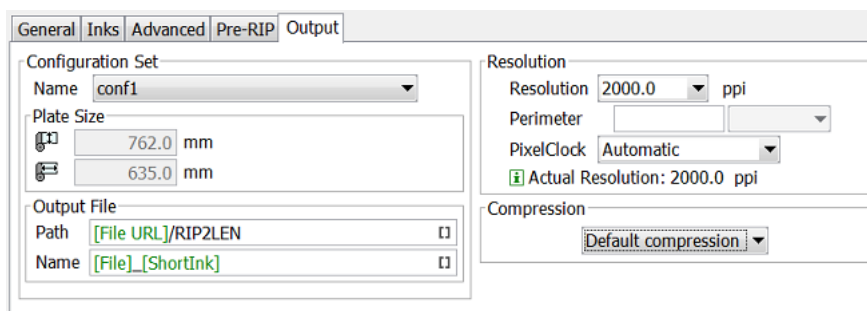 General Inks Advanced Pre-RIP Output
Configuration Set
Name conf1
Plate Size
762.0 mm
635.0 mm
Output File
Path [File URL]/RIP2LEN []
Name [File]_[ShortInk] []
Resolution
Resolution 2000.0 ppi
Perimeter
PixelClock Automatic
i Actual Resolution: 2000.0 ppi
Compression
Default compression